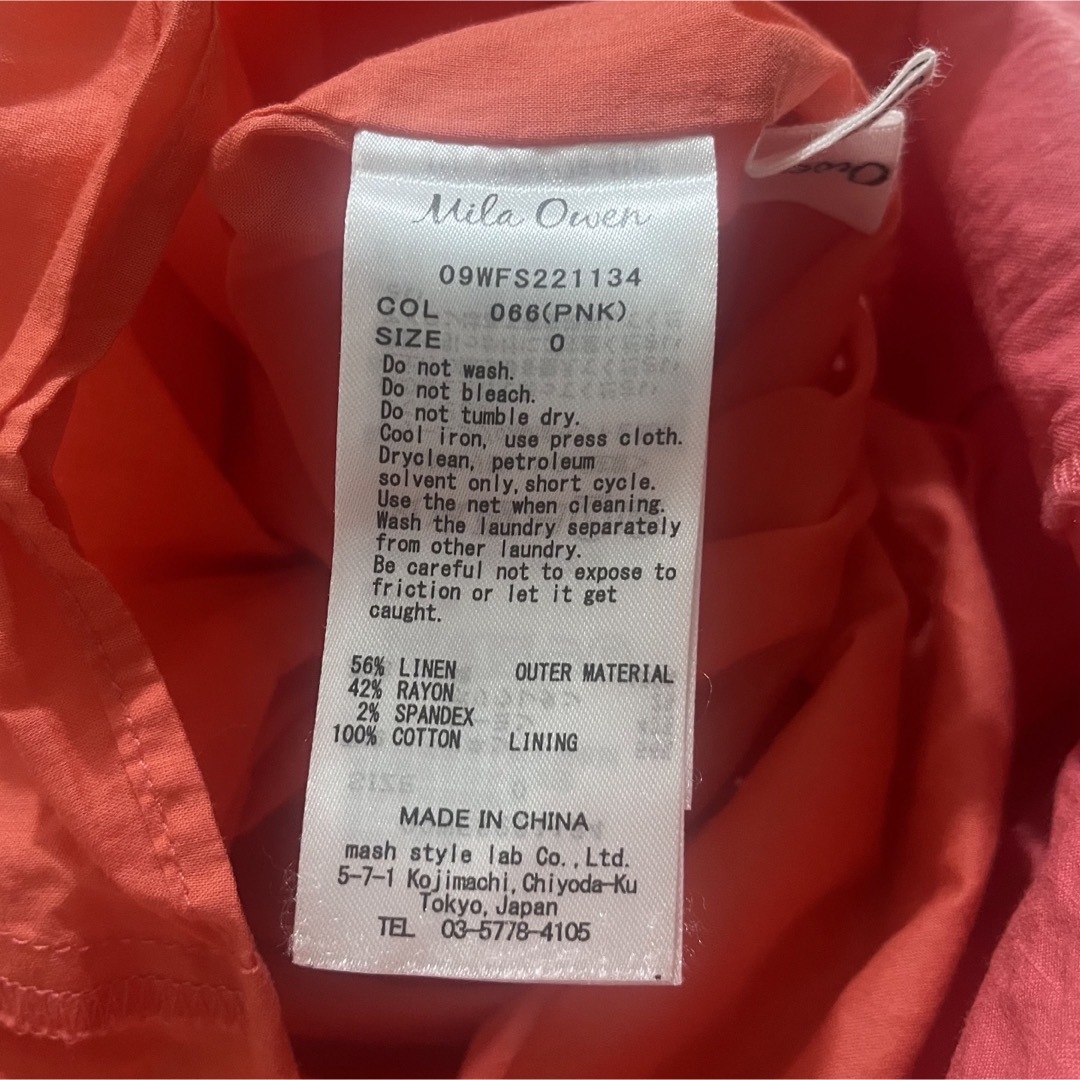 Mila Owen
09WFS221134
COL 066(PNK)
SIZE 0
Do not wash.
Do not bleach.
Do not tumble dry.
Cool iron, use press cloth.
Dryclean, petroleum
solvent only,short cycle.
Use the net when cleaning.
Wash the laundry separately
from other laundry.
Be careful not to expose to
friction or let it get
caught.
56% LINEN OUTER MATERIAL
42% RAYON
2% SPANDEX
100% COTTON LINING
MADE IN CHINA
mash style lab Co.,Ltd.
5-7-1 Kojimachi,Chiyoda-Ku
Tokyo,Japan
TEL 03-5778-4105